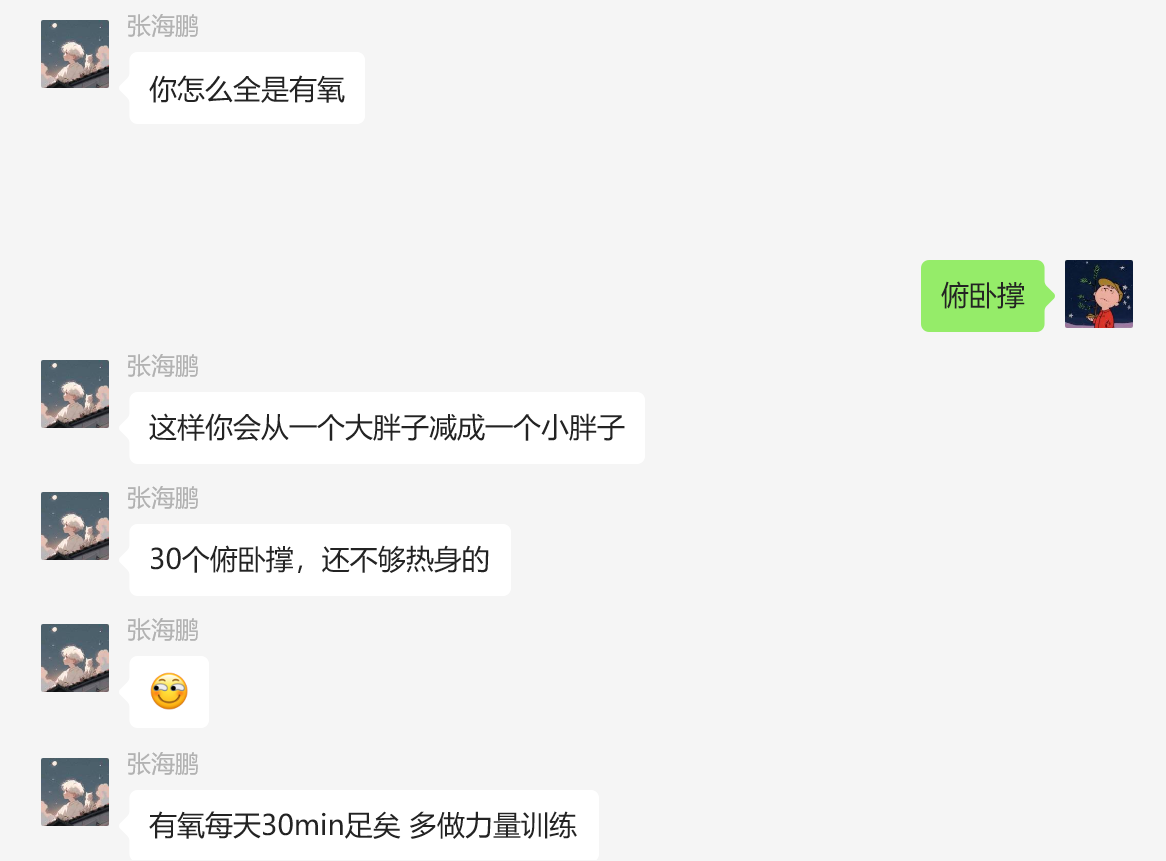 张海鹏
你怎么全是有氧
俯卧撑
张海鹏
这样你会从一个大胖子减成一个小胖子
张海鹏
30个俯卧撑，还不够热身的
张海鹏
张海鹏
有氧每天30min足矣 多做力量训练